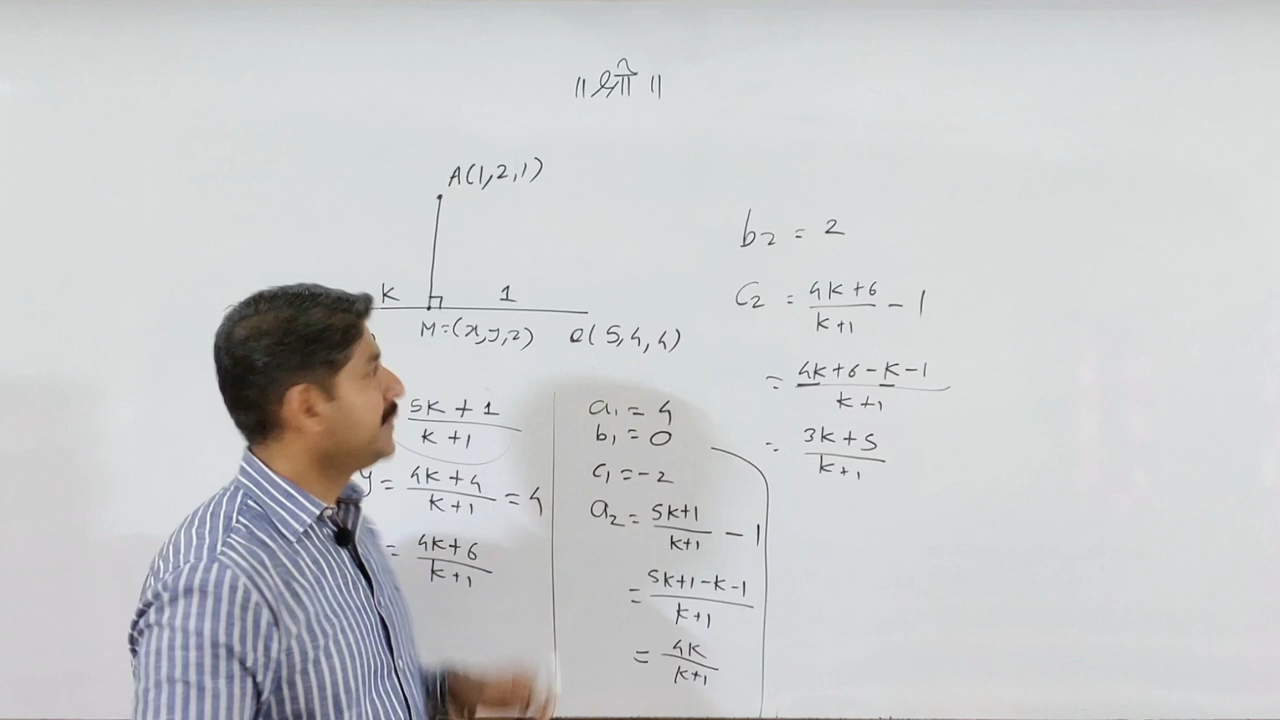 ॥ श्री ॥
A(1,2,1)
K 1
M=(x,y,z) Q(5,4,4)
5K+1
K+1
y = 4K+4 = 4
K+1
= 4K+6
K+1
a₁ = 4
b₁ = 0
c₁ = -2
a₂ = 5K+1 - 1
K+1
= 5K+1-K-1
K+1
= 4K
K+1
b₂ = 2
C₂ = 4K+6 - 1
K+1
= 4K+6-K-1
K+1
= 3K+5
K+1